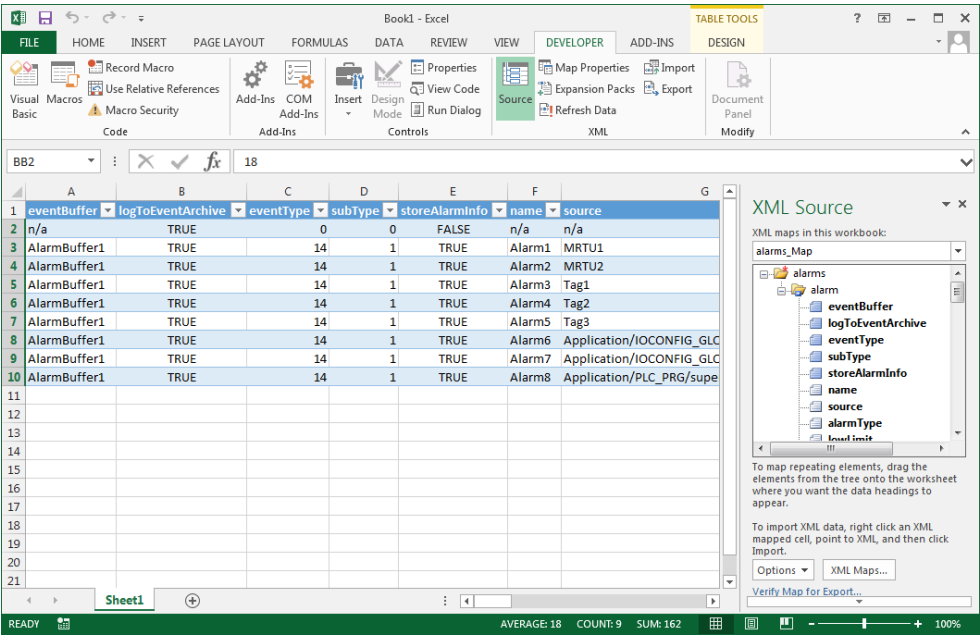 Book1 - Excel
TABLE TOOLS
?
FILE HOME INSERT PAGE LAYOUT FORMULAS DATA REVIEW VIEW DEVELOPER ADD-INS DESIGN
Visual Basic
Macros
Record Macro
Use Relative References
Macro Security
Code
Add-Ins
COM Add-Ins
Add-Ins
Insert
Design Mode
Properties
View Code
Run Dialog
Controls
Source
Map Properties
Expansion Packs
Refresh Data
Import
Export
XML
Document Panel
Modify
BB2 fx 18
A B C D E F G
1 eventBuffer logToEventArchive eventType subType storeAlarmInfo name source
2 n/a TRUE 0 0 FALSE n/a n/a
3 AlarmBuffer1 TRUE 14 1 TRUE Alarm1 MRTU1
4 AlarmBuffer1 TRUE 14 1 TRUE Alarm2 MRTU2
5 AlarmBuffer1 TRUE 14 1 TRUE Alarm3 Tag1
6 AlarmBuffer1 TRUE 14 1 TRUE Alarm4 Tag2
7 AlarmBuffer1 TRUE 14 1 TRUE Alarm5 Tag3
8 AlarmBuffer1 TRUE 14 1 TRUE Alarm6 Application/IOCONFIG_GLO
9 AlarmBuffer1 TRUE 14 1 TRUE Alarm7 Application/IOCONFIG_GLO
10 AlarmBuffer1 TRUE 14 1 TRUE Alarm8 Application/PLC_PRG/supe
11
12
13
14
15
16
17
18
19
20
21
XML Source
XML maps in this workbook:
alarms_Map
alarms
alarm
eventBuffer
logToEventArchive
eventType
subType
storeAlarmInfo
name
source
alarmType
lowLimit
To map repeating elements, drag the
elements from the tree onto the worksheet
where you want the data headings to
appear.
To import XML data, right click an XML
mapped cell, point to XML, and then click
Import.
Options XML Maps...
Verify Map for Export...
Sheet1
READY AVERAGE: 18 COUNT: 9 SUM: 162 100%